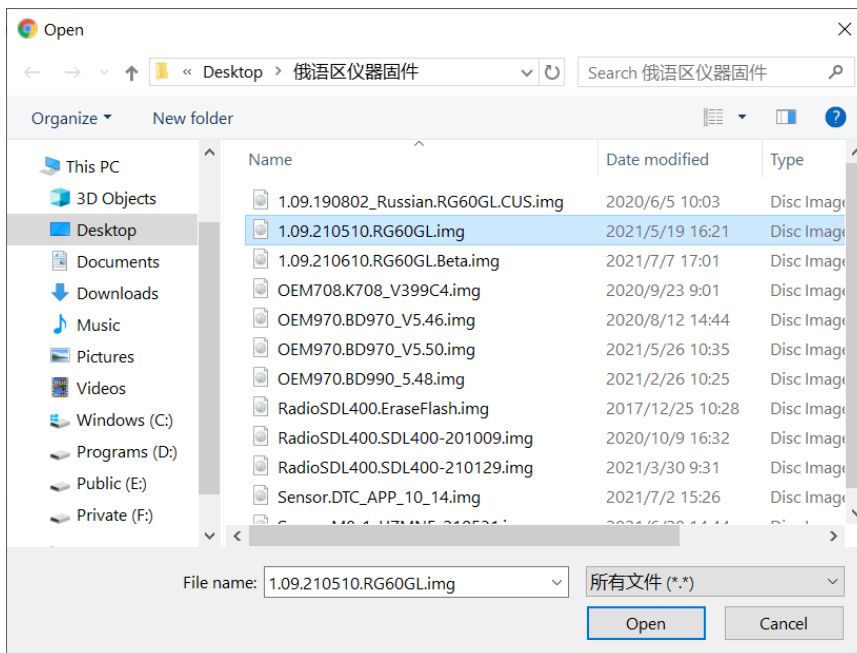 Open
« Desktop > 俄语区仪器固件
Search 俄语区仪器固件
Organize
New folder
?
Name
Date modified
Type
This PC
3D Objects
Desktop
Documents
Downloads
Music
Pictures
Videos
Windows (C:)
Programs (D:)
Public (E:)
Private (F:)
1.09.190802_Russian.RG60GL.CUS.img 2020/6/5 10:03 Disc Image
1.09.210510.RG60GL.img 2021/5/19 16:21 Disc Image
1.09.210610.RG60GL.Beta.img 2021/7/7 17:01 Disc Image
OEM708.K708_V399C4.img 2020/9/23 9:01 Disc Image
OEM970.BD970_V5.46.img 2020/8/12 14:44 Disc Image
OEM970.BD970_V5.50.img 2021/5/26 10:35 Disc Image
OEM970.BD990_5.48.img 2021/2/26 10:25 Disc Image
RadioSDL400.EraseFlash.img 2017/12/25 10:28 Disc Image
RadioSDL400.SDL400-201009.img 2020/10/9 16:32 Disc Image
RadioSDL400.SDL400-210129.img 2021/3/30 9:31 Disc Image
Sensor.DTC_APP_10_14.img 2021/7/2 15:26 Disc Image
File name: 1.09.210510.RG60GL.img
所有文件 (*.*)
Open
Cancel